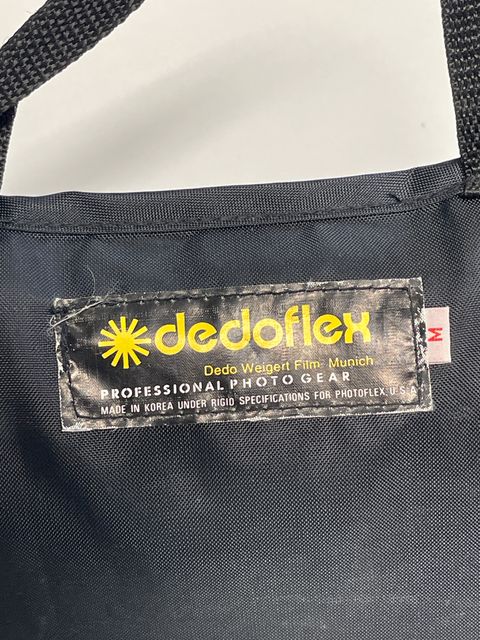 dedoflex
Dedo Weigert Film · Munich
PROFESSIONAL PHOTO GEAR
MADE IN KOREA UNDER RIGID SPECIFICATIONS FOR PHOTOFLEX, U.S.A.
M